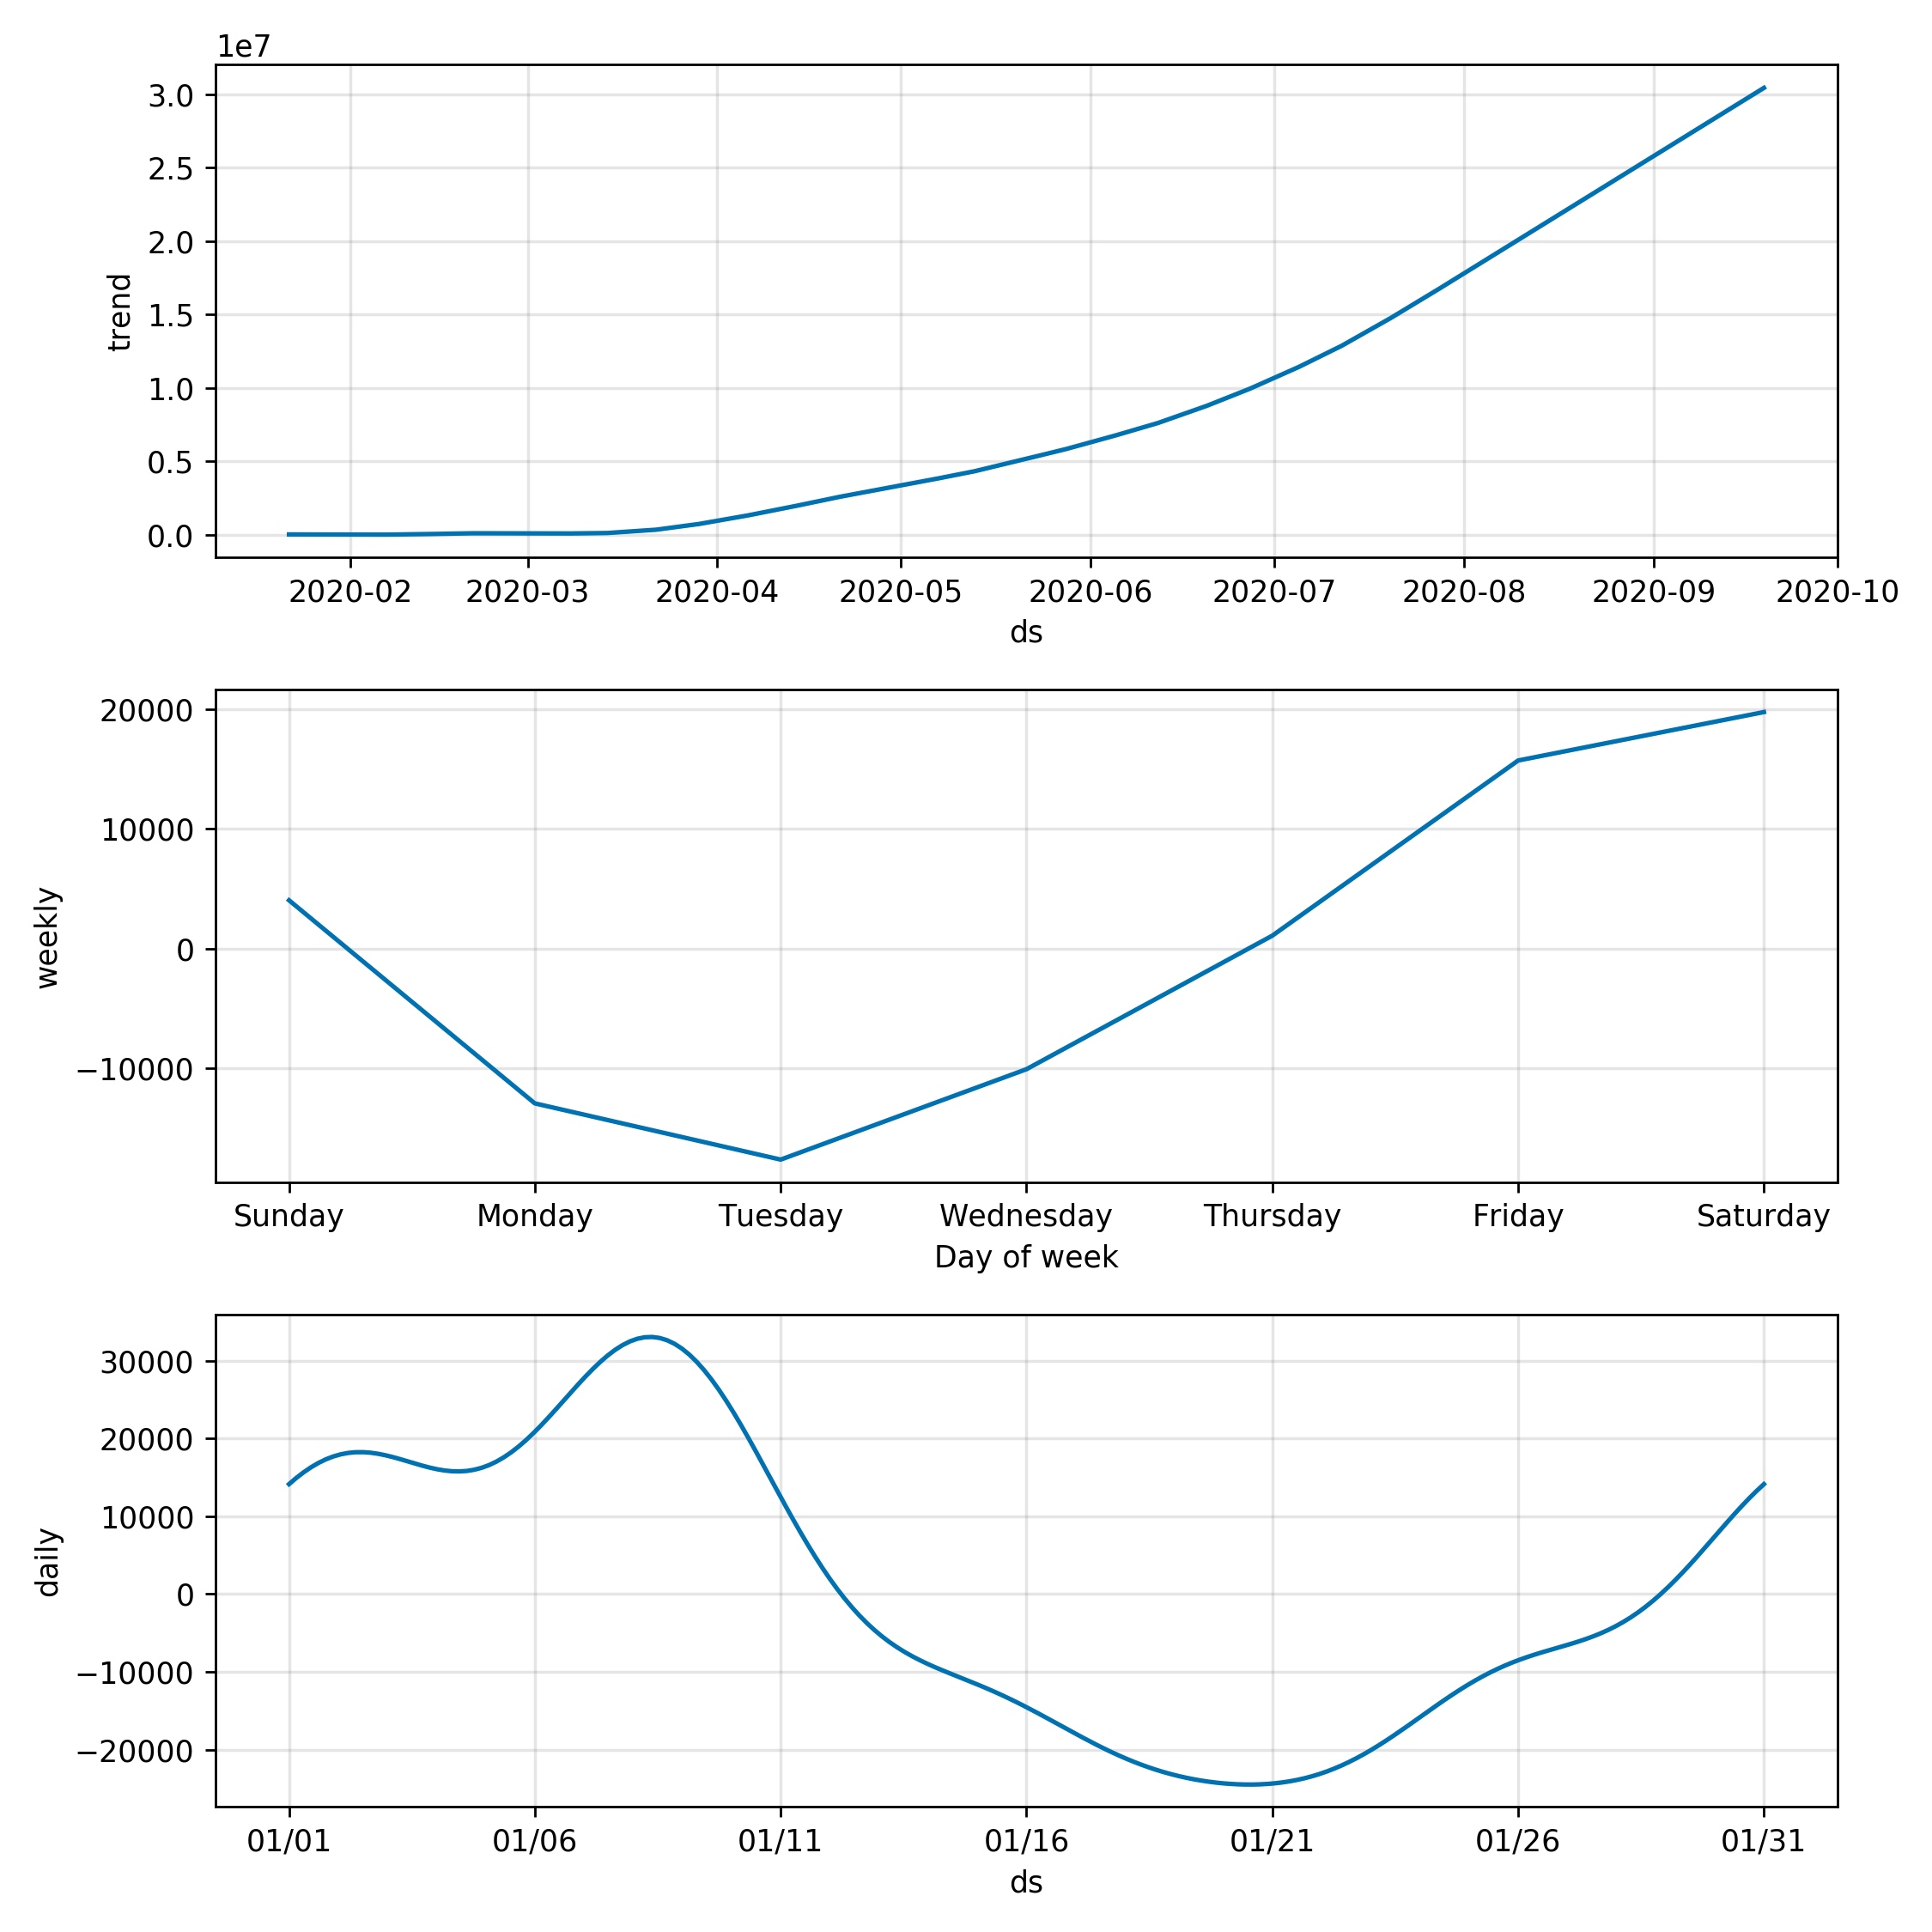 1e7
3.0
2.5
2.0
1.5
1.0
0.5
0.0
trend
2020-02 2020-03 2020-04 2020-05 2020-06 2020-07 2020-08 2020-09 2020-10
ds
20000
10000
0
−10000
weekly
Sunday Monday Tuesday Wednesday Thursday Friday Saturday
Day of week
30000
20000
10000
0
−10000
−20000
daily
01/01 01/06 01/11 01/16 01/21 01/26 01/31
ds